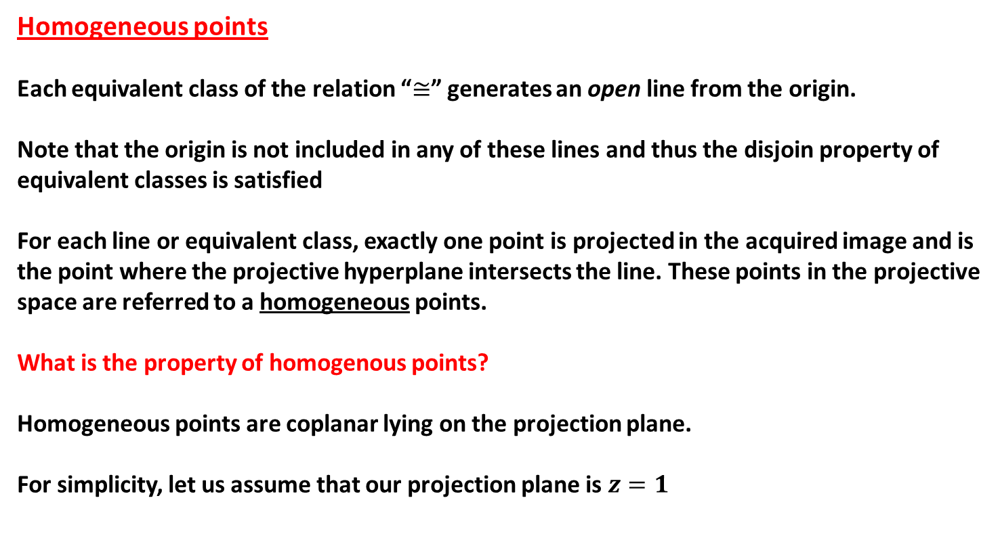 Homogeneous points
Each equivalent class of the relation “≅” generates an open line from the origin.
Note that the origin is not included in any of these lines and thus the disjoin property of
equivalent classes is satisfied
For each line or equivalent class, exactly one point is projected in the acquired image and is
the point where the projective hyperplane intersects the line. These points in the projective
space are referred to a homogeneous points.
What is the property of homogenous points?
Homogeneous points are coplanar lying on the projection plane.
For simplicity, let us assume that our projection plane is z = 1